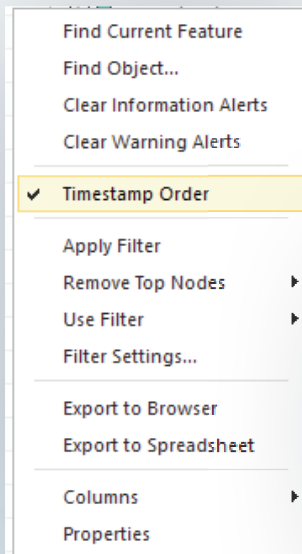 Find Current Feature
Find Object...
Clear Information Alerts
Clear Warning Alerts
Timestamp Order
Apply Filter
Remove Top Nodes
Use Filter
Filter Settings...
Export to Browser
Export to Spreadsheet
Columns
Properties